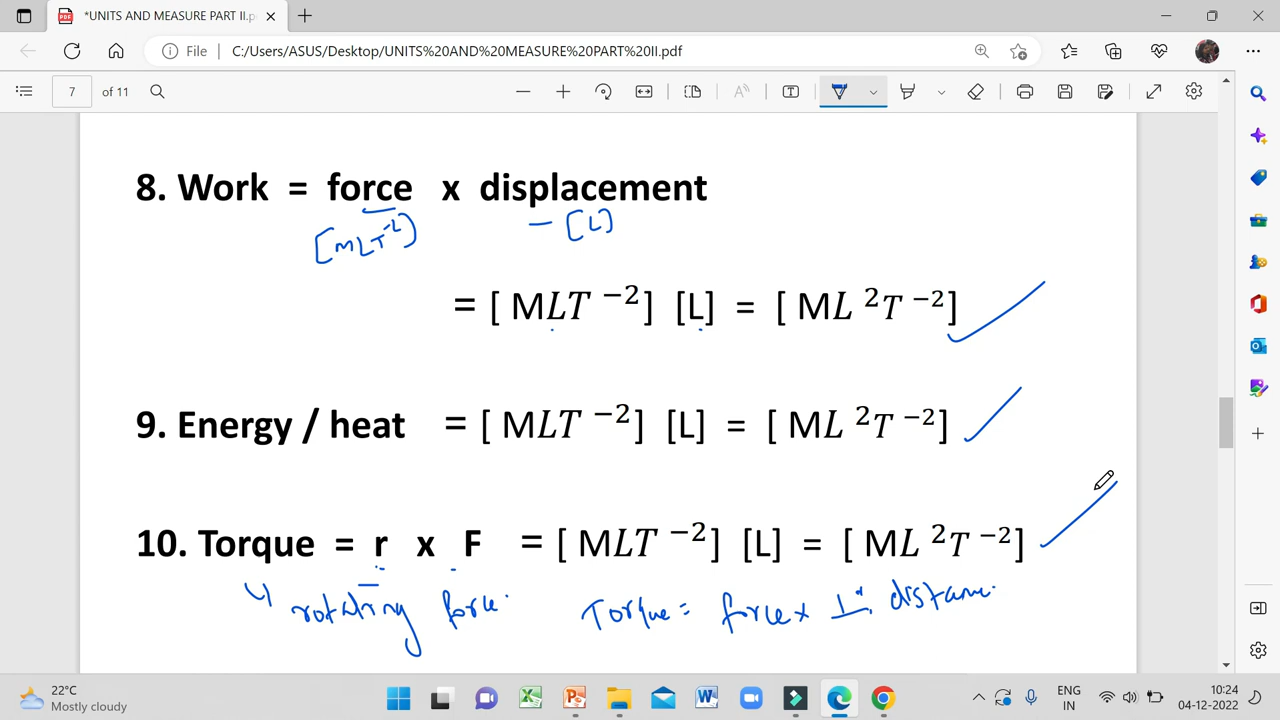 *UNITS AND MEASURE PART II.p
File C:/Users/ASUS/Desktop/UNITS%20AND%20MEASURE%20PART%20II.pdf
7 of 11
8. Work = force x displacement
[MLT⁻²] — [L]
= [ MLT ⁻²] [L] = [ ML ²T ⁻²]
9. Energy / heat = [ MLT ⁻²] [L] = [ ML ²T ⁻²]
10. Torque = r x F = [ MLT ⁻²] [L] = [ ML ²T ⁻²]
rotating force. Torque = force x ⊥r. distance.
22°C
Mostly cloudy
ENG
IN
10:24
04-12-2022